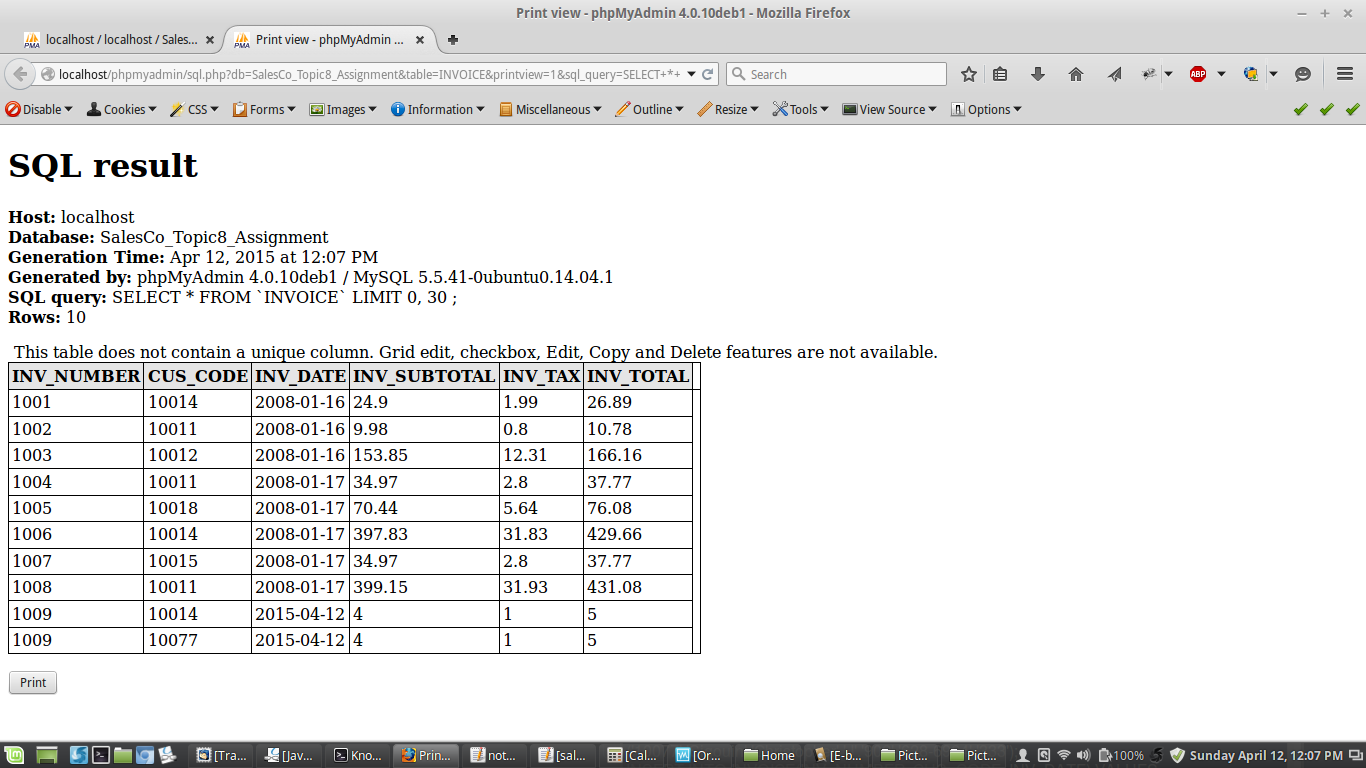 Print view - phpMyAdmin 4.0.10deb1 - Mozilla Firefox
localhost / localhost / Sales... Print view - phpMyAdmin ...
localhost/phpmyadmin/sql.php?db=SalesCo_Topic8_Assignment&table=INVOICE&printview=1&sql_query=SELECT+*+ Search ABP
Disable Cookies CSS Forms Images Information Miscellaneous Outline Resize Tools View Source Options
SQL result
Host: localhost
Database: SalesCo_Topic8_Assignment
Generation Time: Apr 12, 2015 at 12:07 PM
Generated by: phpMyAdmin 4.0.10deb1 / MySQL 5.5.41-0ubuntu0.14.04.1
SQL query: SELECT * FROM `INVOICE` LIMIT 0, 30 ;
Rows: 10
This table does not contain a unique column. Grid edit, checkbox, Edit, Copy and Delete features are not available.
INV_NUMBER CUS_CODE INV_DATE INV_SUBTOTAL INV_TAX INV_TOTAL
1001 10014 2008-01-16 24.9 1.99 26.89
1002 10011 2008-01-16 9.98 0.8 10.78
1003 10012 2008-01-16 153.85 12.31 166.16
1004 10011 2008-01-17 34.97 2.8 37.77
1005 10018 2008-01-17 70.44 5.64 76.08
1006 10014 2008-01-17 397.83 31.83 429.66
1007 10015 2008-01-17 34.97 2.8 37.77
1008 10011 2008-01-17 399.15 31.93 431.08
1009 10014 2015-04-12 4 1 5
1009 10077 2015-04-12 4 1 5
Print
[Tra... [Jav... Kno... Prin... not... [sal... [Cal... [Or... Home [E-b... Pict... Pict... 100% Sunday April 12, 12:07 PM